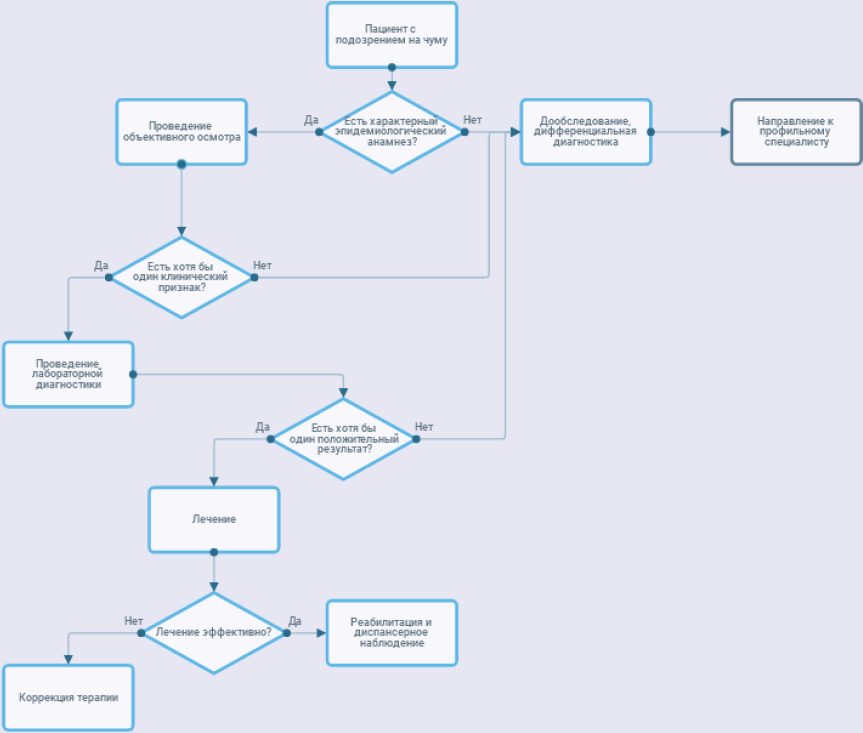 Пациент с
подозрением на чуму
Да
Есть характерный
эпидемиологический
анамнез?
Нет
Проведение
объективного осмотра
Дообследование,
дифференциальная
диагностика
Направление к
профильному
специалисту
Да
Есть хотя бы
один клинический
признак?
Нет
Проведение
лабораторной
диагностики
Да
Есть хотя бы
один положительный
результат?
Нет
Лечение
Нет
Лечение эффективно?
Да
Реабилитация и
диспансерное
наблюдение
Коррекция терапии